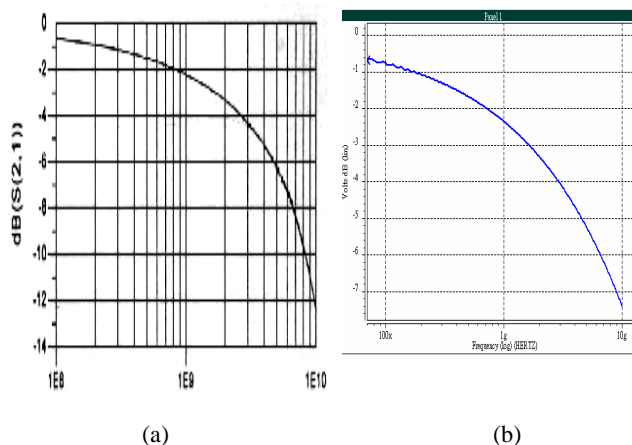 0
-2
-4
-6
-8
-10
-12
-14
dB(S(2,1))
1E8
1E9
1E10
(a)
Panel 1
0
-1
-2
-3
-4
-5
-6
-7
Volts dB (lin)
100x
1g
10g
Frequency (log) (HERTZ)
(b)